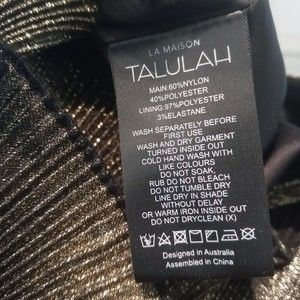 LA MAISON
TALULAH
MAIN:60%NYLON
40%POLYESTER
LINING:97%POLYESTER
3%ELASTANE
WASH SEPARATELY BEFORE
FIRST USE
WASH AND DRY GARMENT
TURNED INSIDE OUT
COLD HAND WASH WITH
LIKE COLOURS
DO NOT SOAK,
RUB DO NOT BLEACH
DO NOT TUMBLE DRY
LINE DRY IN SHADE
WITHOUT DELAY
OR WARM IRON INSIDE OUT
DO NOT DRYCLEAN (X)
Designed in Australia
Assembled in China